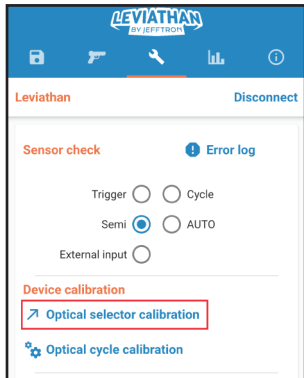 LEVIATHAN
BY JEFFTRON
Leviathan Disconnect
Sensor check Error log
Trigger Cycle
Semi AUTO
External input
Device calibration
Optical selector calibration
Optical cycle calibration